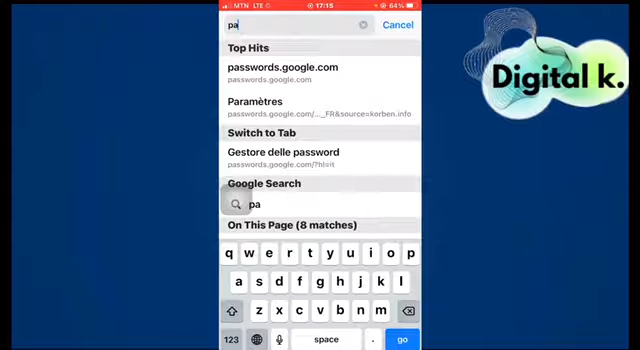 MTN LTE 17:15 64%
pa Cancel
Top Hits
passwords.google.com
passwords.google.com
Paramètres
passwords.google.com/..._FR&source=korben.info
Switch to Tab
Gestore delle password
passwords.google.com/?hl=it
Google Search
pa
On This Page (8 matches)
q w e r t y u i o p
a s d f g h j k l
z x c v b n m
123 space . go
Digital k.